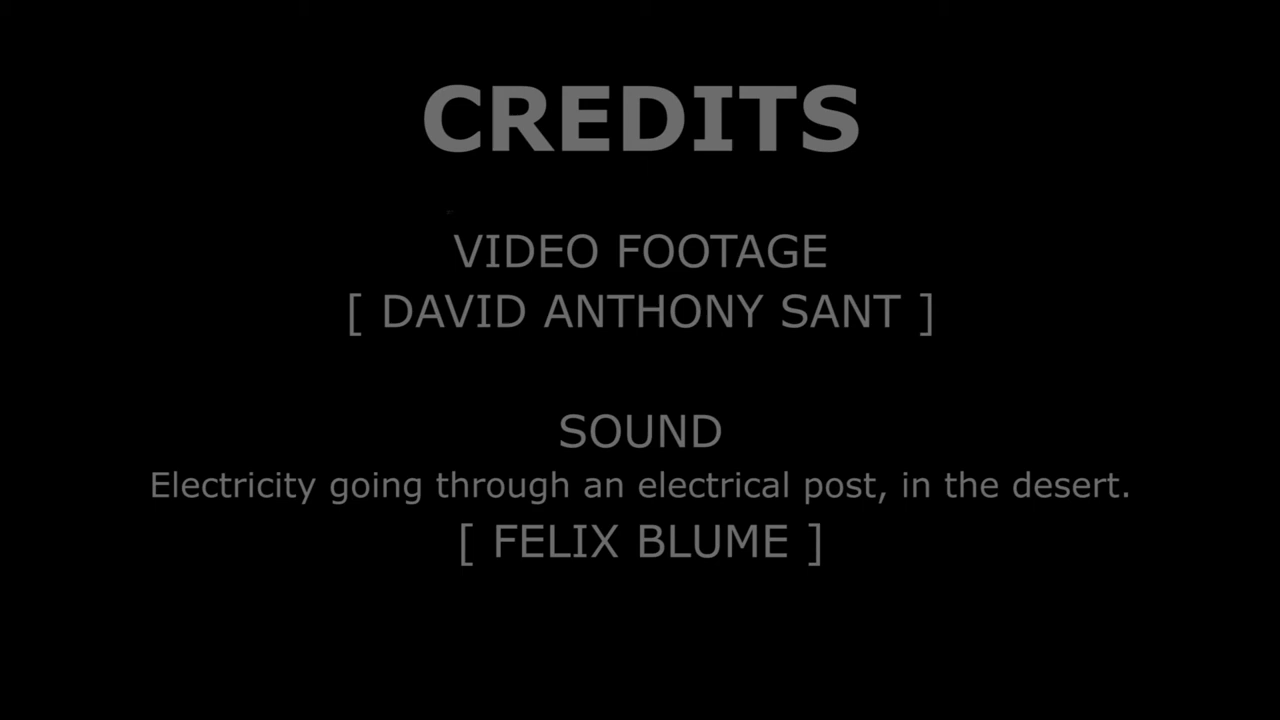 CREDITS
VIDEO FOOTAGE
[ DAVID ANTHONY SANT ]
SOUND
Electricity going through an electrical post, in the desert.
[ FELIX BLUME ]